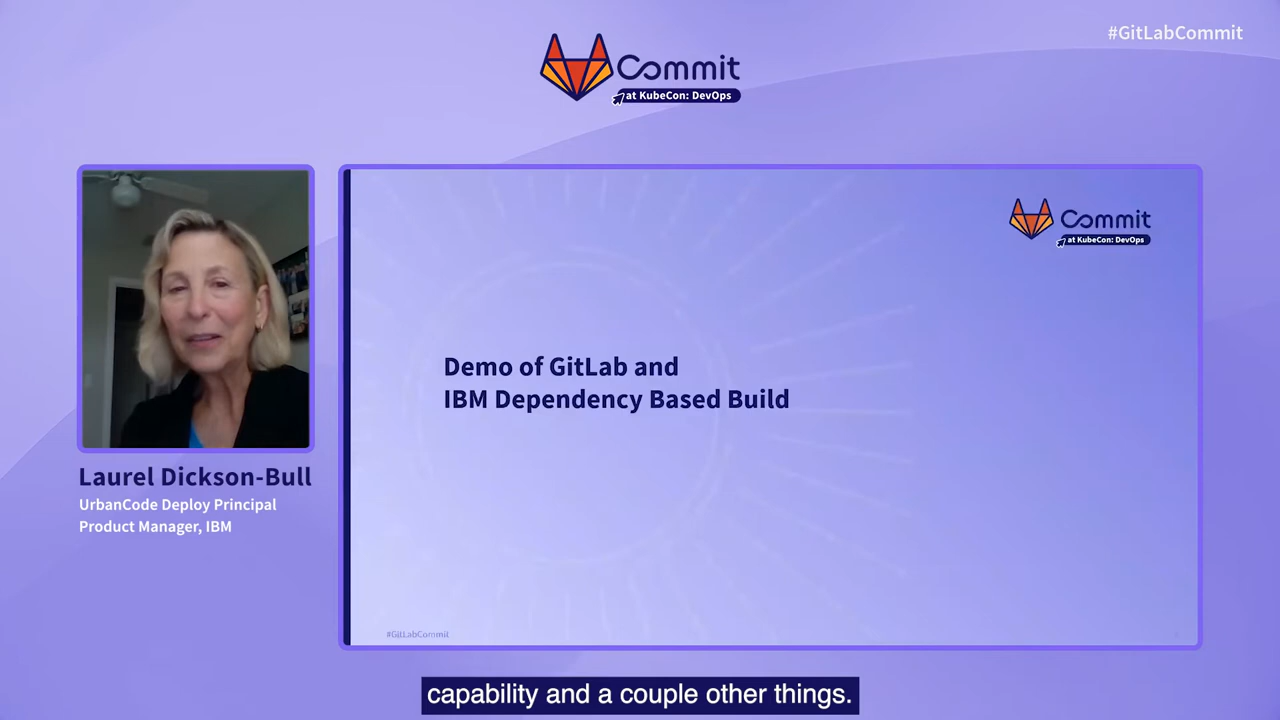 #GitLabCommit
Commit
at KubeCon: DevOps
Commit
at KubeCon: DevOps
Demo of GitLab and
IBM Dependency Based Build
#GitLabCommit
Laurel Dickson-Bull
UrbanCode Deploy Principal
Product Manager, IBM
capability and a couple other things.